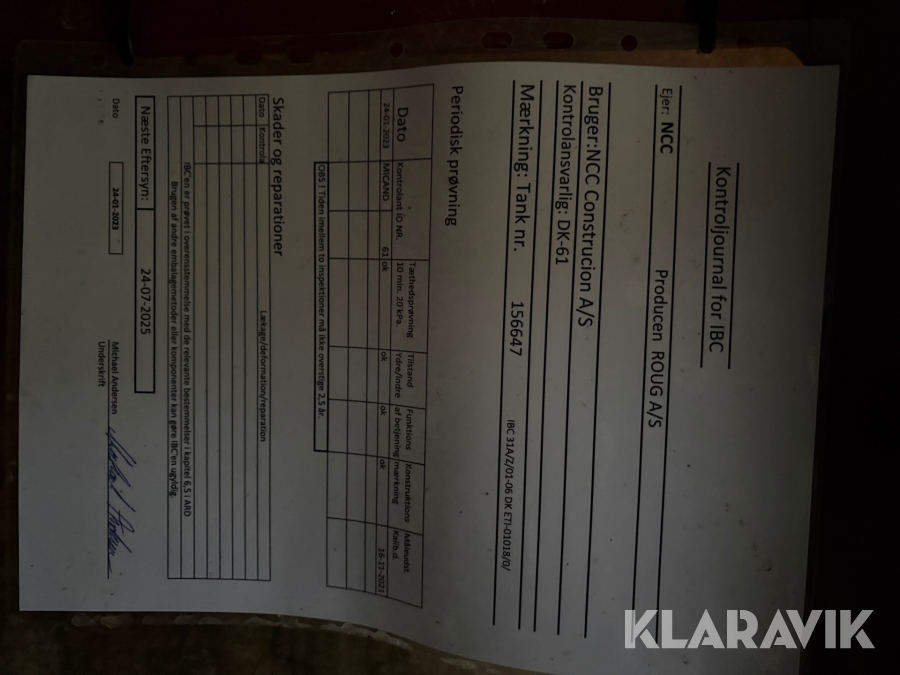 Kontroljournal for IBC
Ejer: NCC Producen ROUG A/S
Bruger:NCC Construcion A/S
Kontrolansvarlig: DK-61
Mærkning: Tank nr. 156647 IBC 31A/Z/01-06 DK ETI-01018/0/
Periodisk prøvning
Dato Kontrolant iD NR. Tæthedsprøvning 10 min. 20'kPa. Tilstand Ydre/indre Funktions af betjening Konstruktions mærkning Måleudst. Kalib.d.
24-01-2023 MICAND 61 ok ok ok ok 16-11-2021
OBS ! Tiden imellem to inspektioner må ikke overstige 2,5 år.
Skader og reparationer
Dato Kontrola Lækage/deformation/reparation
IBC'en er prøvet i overensstemmelse med de relevante bestemmelser i kapitel 6,5 i ARD
Brugen af andre emballagemetoder eller komponenter kan gøre IBC'en ugyldig.
Næste Eftersyn: 24-07-2025
Dato 24-01-2023 Michael Andersen
Underskrift
KLARAVIK